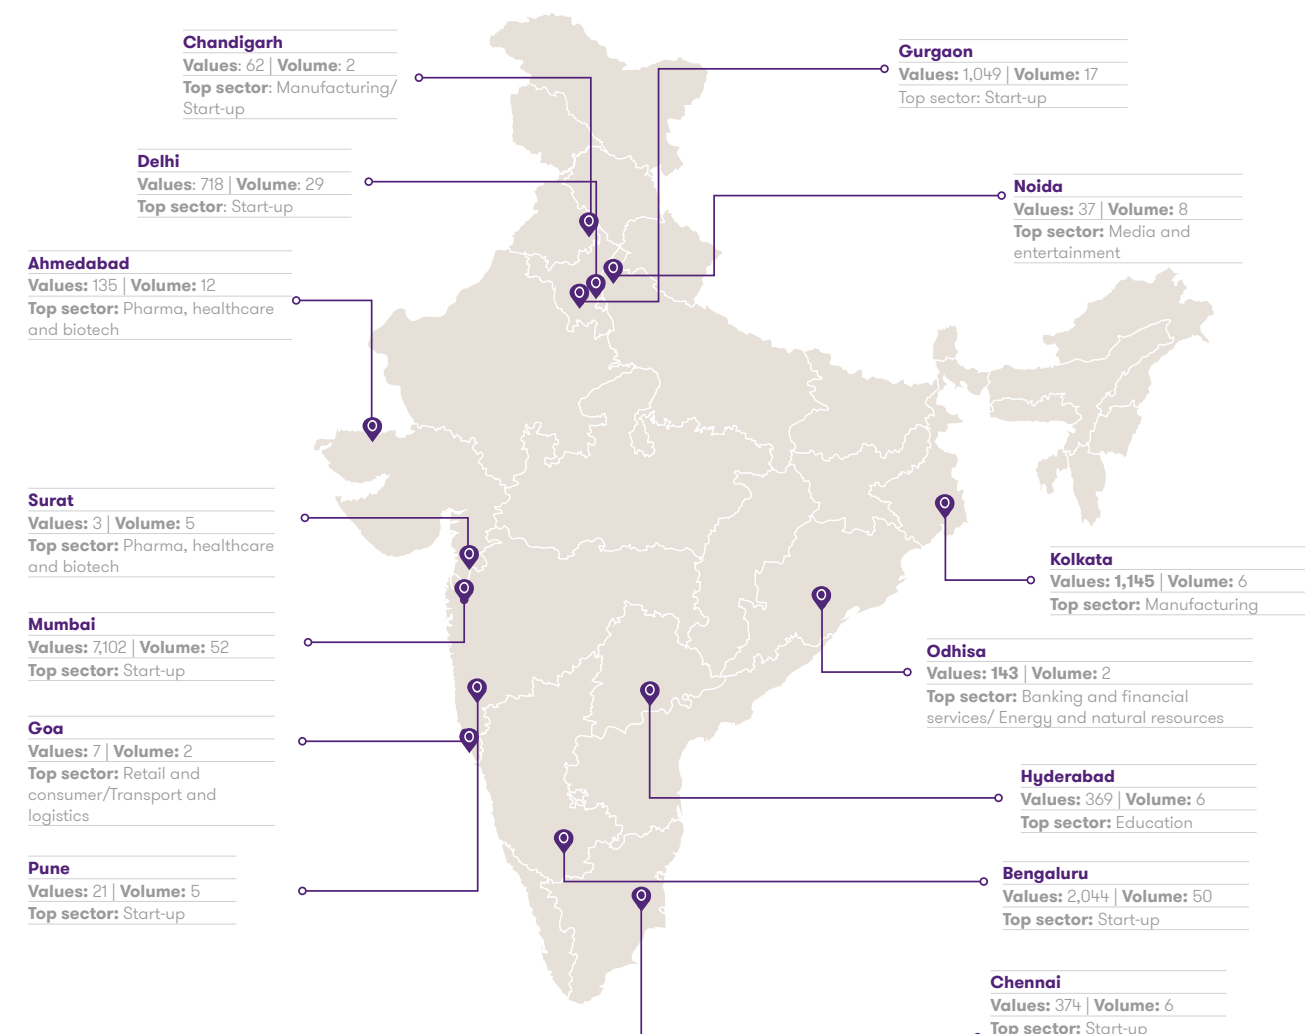 Chandigarh
Values: 62 | Volume: 2
Top sector: Manufacturing/
Start-up
Delhi
Values: 718 | Volume: 29
Top sector: Start-up
Ahmedabad
Values: 135 | Volume: 12
Top sector: Pharma, healthcare
and biotech
Surat
Values: 3 | Volume: 5
Top sector: Pharma, healthcare
and biotech
Mumbai
Values: 7,102 | Volume: 52
Top sector: Start-up
Goa
Values: 7 | Volume: 2
Top sector: Retail and
consumer/Transport and
logistics
Pune
Values: 21 | Volume: 5
Top sector: Start-up
Gurgaon
Values: 1,049 | Volume: 17
Top sector: Start-up
Noida
Values: 37 | Volume: 8
Top sector: Media and
entertainment
Kolkata
Values: 1,145 | Volume: 6
Top sector: Manufacturing
Odhisa
Values: 143 | Volume: 2
Top sector: Banking and financial
services/ Energy and natural resources
Hyderabad
Values: 369 | Volume: 6
Top sector: Education
Bengaluru
Values: 2,044 | Volume: 50
Top sector: Start-up
Chennai
Values: 374 | Volume: 6
Top sector: Start-up